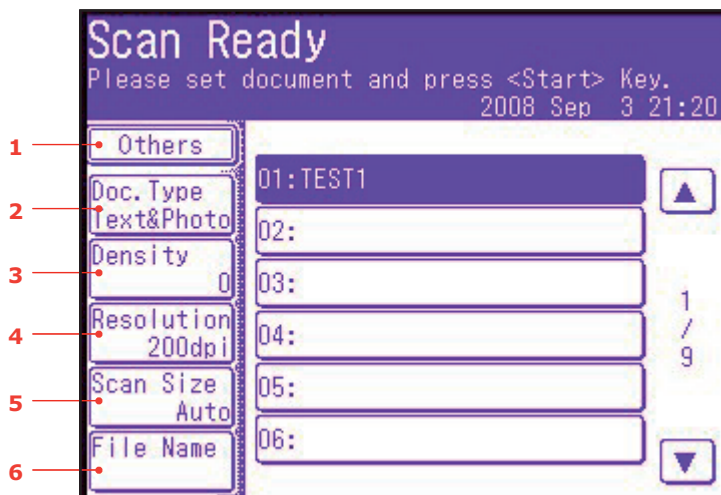 Scan Ready
Please set document and press <Start> Key.
2008 Sep 3 21:20
1
Others
2
Doc.Type
Text&Photo
3
Density
0
4
Resolution
200dpi
5
Scan Size
Auto
6
File Name
01:TEST1
02:
03:
04:
05:
06:
1
/
9